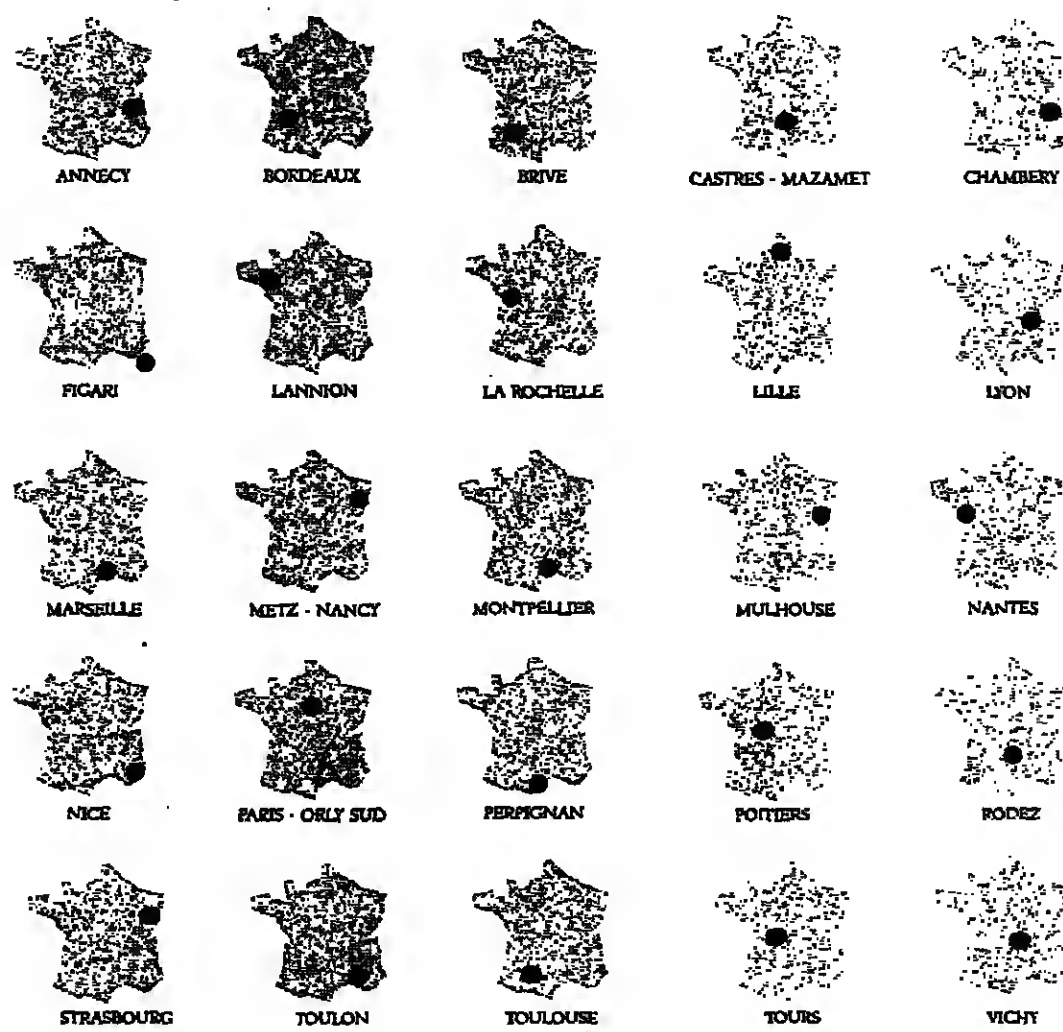 ANNECY BORDEAUX BRIVE CASTRES - MAZAMET CHAMBERY
FIGARI LANNION LA ROCHELLE LILLE LYON
MARSEILLE METZ - NANCY MONTPELLIER MULHOUSE NANTES
NICE PARIS - ORLY SUD PERPIGNAN POITIERS RODEZ
STRASBOURG TOULON TOULOUSE TOURS VICHY